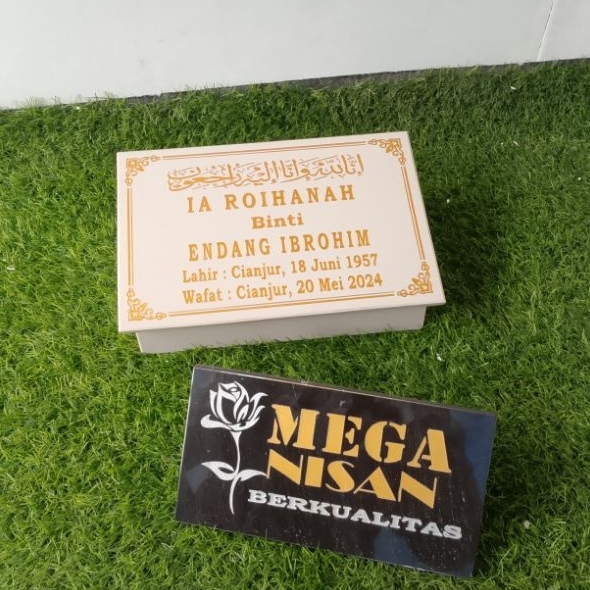 إنا لله وإنا إليه راجعون
IA ROIHANAH
Binti
ENDANG IBROHIM
Lahir : Cianjur, 18 Juni 1957
Wafat : Cianjur, 20 Mei 2024
MEGA
NISAN
BERKUALITAS